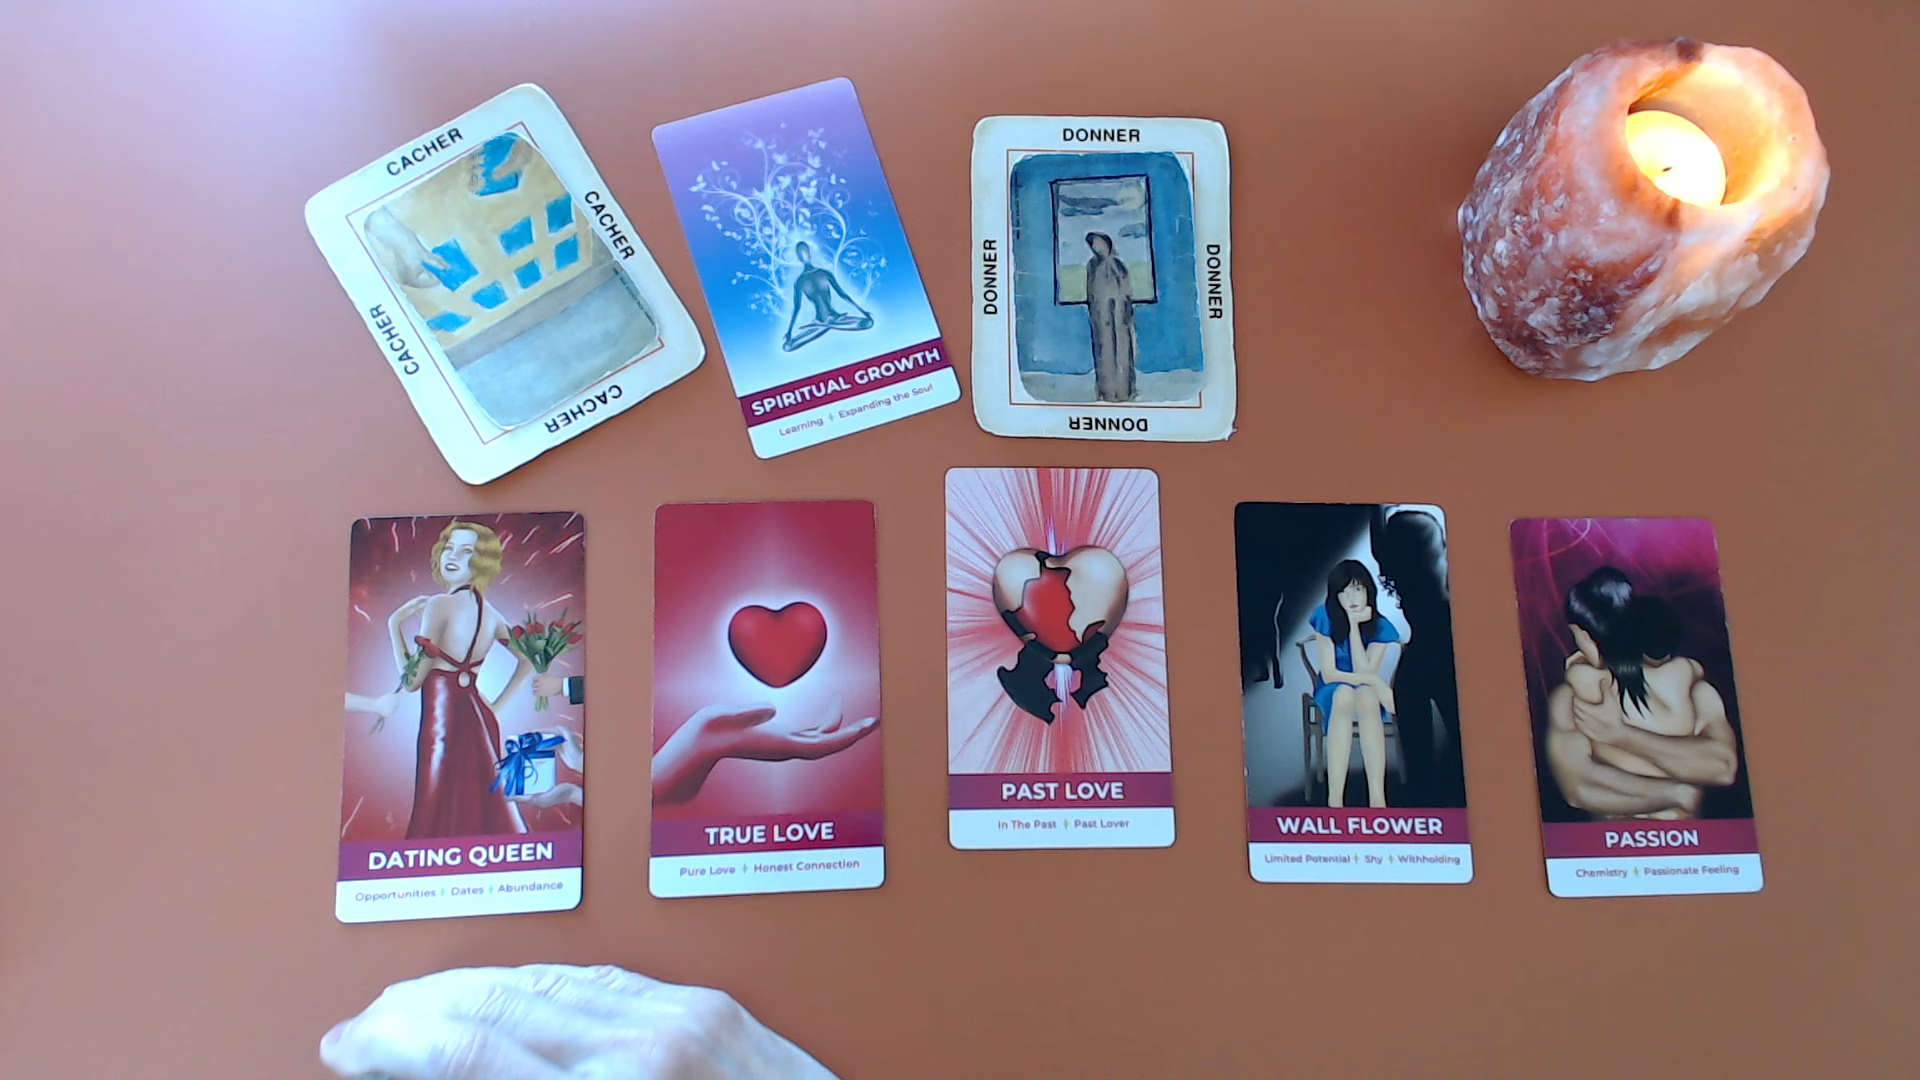 CACHER
CACHER
CACHER
CACHER
SPIRITUAL GROWTH
Learning Expanding the Soul
DONNER
DONNER
DONNER
DONNER
DATING QUEEN
Opportunities Dates Abundance
TRUE LOVE
Pure Love Honest Connection
PAST LOVE
In The Past Past Lover
WALL FLOWER
Limited Potential Shy Withholding
PASSION
Chemistry Passionate Feeling